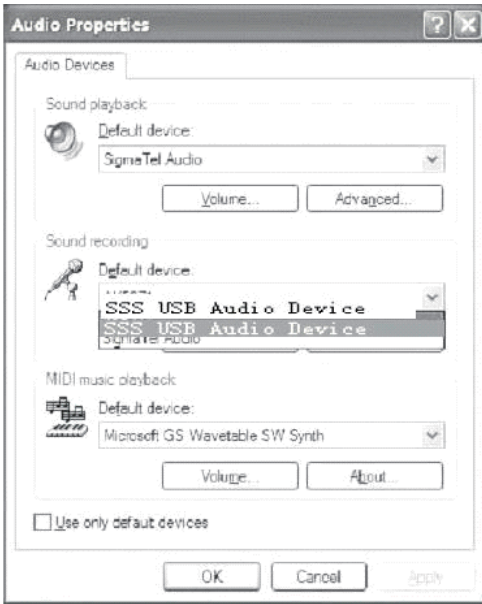 Audio Properties
Audio Devices
Sound playback
Default device:
SigmaTel Audio
Volume...
Advanced...
Sound recording
Default device:
SSS USB Audio Device
SSS USB Audio Device
SigmaTel Audio
MIDI music playback
Default device:
Microsoft GS Wavetable SW Synth
Volume...
About...
Use only default devices
OK
Cancel
Apply